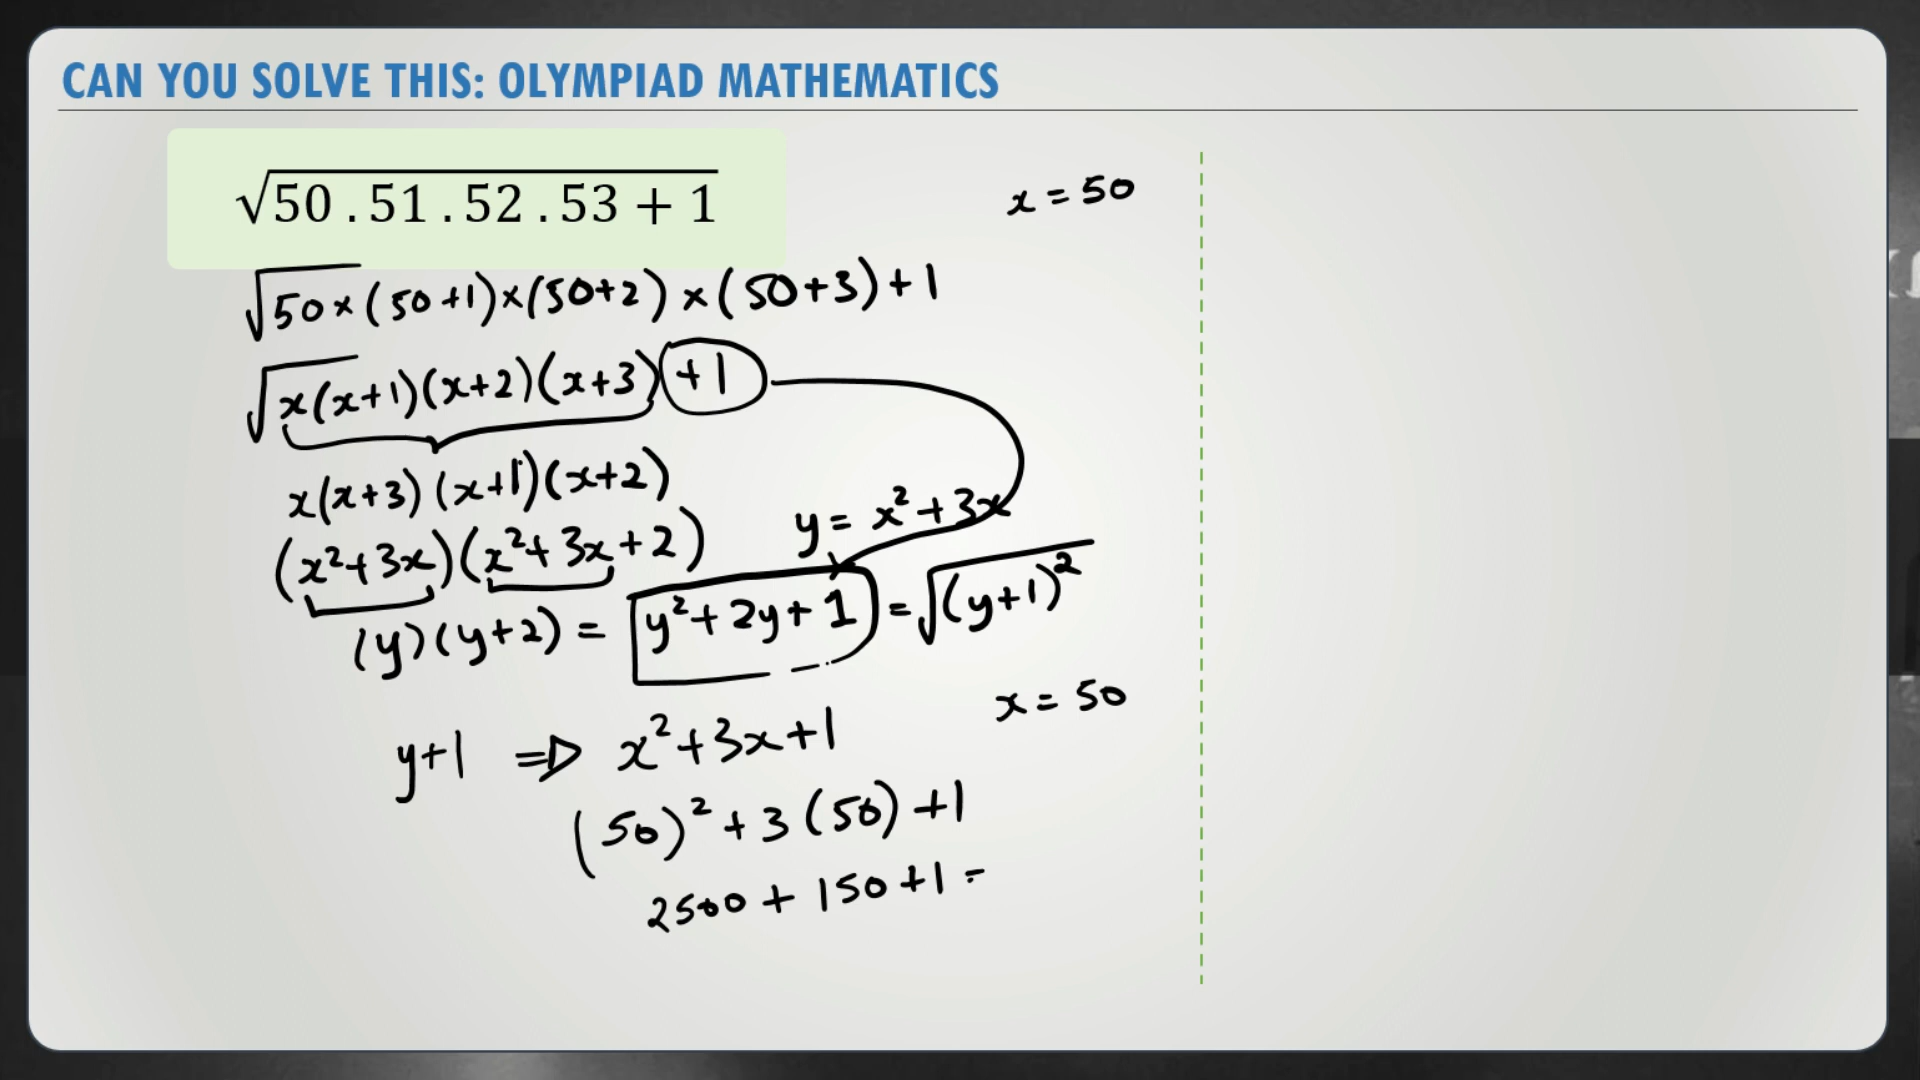 CAN YOU SOLVE THIS: OLYMPIAD MATHEMATICS
√50 . 51 . 52 . 53 + 1
x = 50
√50×(50+1)×(50+2)×(50+3)+1
√x(x+1)(x+2)(x+3)+1
x(x+3)(x+1)(x+2)
y = x²+3x
(x²+3x)(x²+3x+2)
(y)(y+2) = y²+2y+1 = √(y+1)²
x = 50
y+1 ⇒ x²+3x+1
(50)²+3(50)+1
2500+150+1 =